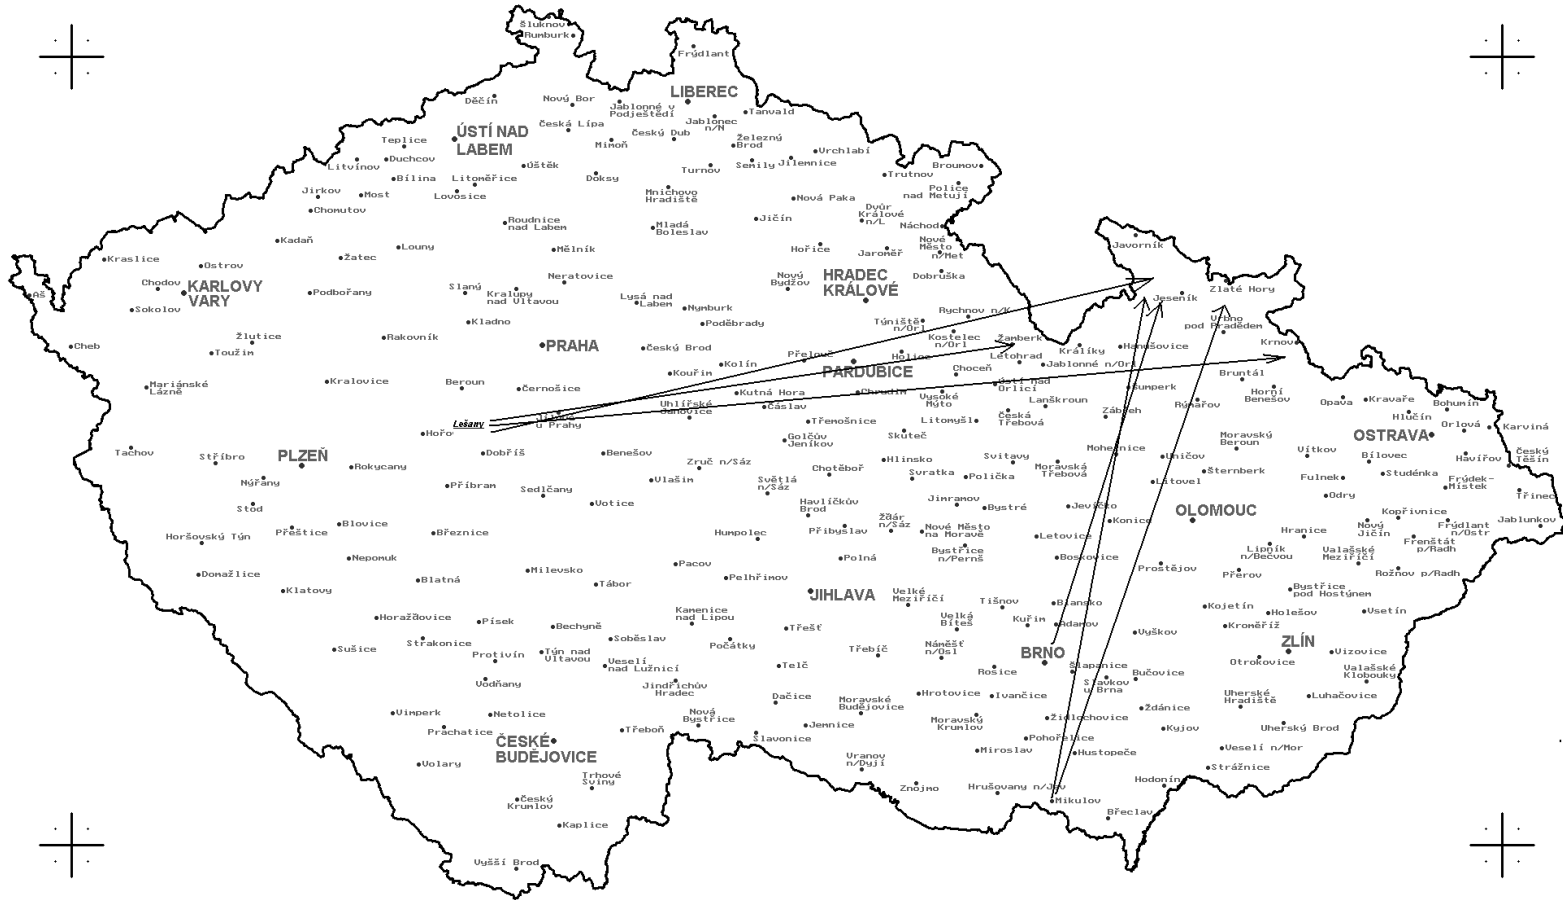 Šluknov
Rumburk
Frýdlant
LIBEREC
Děčín
Nový Bor
Jablonné v
Podještědí
Tanvald
Jablonec
n/N
ÚSTÍ NAD
LABEM
Česká Lípa
Český Dub
Železný
Brod
Teplice
Mimoň
Vrchlabí
Duchcov
Litvínov
Úštěk
Turnov
Semily
Jilemnice
Broumov
Trutnov
Bílina
Litoměřice
Doksy
Police
nad Metují
Jirkov
Most
Lovosice
Mnichovo
Hradiště
Nová Paka
Chomutov
Roudnice
nad Labem
Mladá
Boleslav
Jičín
Dvůr
Králové
n/L
Náchod
Kadaň
Louny
Mělník
Hořice
Jaroměř
Nové
Město
n/Met
Javorník
Kraslice
Ostrov
Žatec
Neratovice
Nový
Bydžov
HRADEC
KRÁLOVÉ
Dobruška
Chodov
KARLOVY
VARY
Podbořany
Slaný
Kralupy
nad Vltavou
Lysá nad
Labem
Jeseník
Zlaté Hory
Aš
Sokolov
Nymburk
Rychnov n/K
Kladno
Poděbrady
Týniště
n/Orl
Kostelec
n/Orl
Vrbno
pod Pradědem
Žlutice
Rakovník
PRAHA
Český Brod
Žamberk
Cheb
Toužim
Přelouč
Holice
Letohrad
Králíky
Hanušovice
Krnov
Kolín
PARDUBICE
Jablonné n/Orl
Kouřim
Choceň
Bruntál
Mariánské
Lázně
Kralovice
Beroun
Černošice
Kutná Hora
Chrudim
Vysoké
Mýto
Ústí nad
Orlicí
Šumperk
Horní
Benešov
Uhlířské
Janovice
Čáslav
Lanškroun
Rýmařov
Opava
Kravaře
Bohumín
Hlučín
Lešany
Hořo
Jílové
u Prahy
Třemošnice
Litomyšl
Česká
Třebová
Zábřeh
Orlová
Karviná
Golčův
Jeníkov
Skuteč
Moravský
Beroun
OSTRAVA
Tachov
Stříbro
PLZEŇ
Dobříš
Benešov
Mohelnice
Vítkov
Bílovec
Havířov
Český
Těšín
Rokycany
Zruč n/Sáz
Hlinsko
Svitavy
Moravská
Třebová
Uničov
Nýřany
Chotěboř
Svratka
Polička
Šternberk
Fulnek
Studénka
Příbram
Sedlčany
Vlašim
Světlá
n/Sáz
Litovel
Frýdek-
Místek
Stod
Votice
Havlíčkův
Brod
Jimramov
Bystré
Jevíčko
OLOMOUC
Odry
Třinec
Přeštice
Blovice
Březnice
Humpolec
Přibyslav
Žďár
n/Sáz
Nové Město
na Moravě
Letovice
Konice
Hranice
Nový
Jičín
Kopřivnice
Frýdlant
n/Ostr
Jablunkov
Horšovský Týn
Nepomuk
Polná
Bystřice
n/Pernš
Boskovice
Lipník
n/Bečvou
Valašské
Meziříčí
Frenštát
p/Radh
Domažlice
Blatná
Milevsko
Pacov
Prostějov
Přerov
Rožnov p/Radh
Klatovy
Tábor
Pelhřimov
JIHLAVA
Velké
Meziříčí
Bystřice
pod Hostýnem
Horažďovice
Písek
Bechyně
Kamenice
nad Lipou
Třešť
Velká
Bíteš
Tišnov
Blansko
Kojetín
Holešov
Vsetín
Kuřim
Adamov
Kroměříž
Strakonice
Soběslav
Počátky
Vyškov
ZLÍN
Sušice
Protivín
Týn nad
Vltavou
Třebíč
Náměšť
n/Osl
BRNO
Vizovice
Veselí
nad Lužnicí
Telč
Rosice
Šlapanice
Bučovice
Otrokovice
Valašské
Klobouky
Vodňany
Jindřichův
Hradec
Slavkov
u Brna
Dačice
Moravské
Budějovice
Hrotovice
Ivančice
Uherské
Hradiště
Luhačovice
Vimperk
Netolice
Nová
Bystřice
Židlochovice
Ždánice
Prachatice
Třeboň
Jemnice
Moravský
Krumlov
Kyjov
Uherský Brod
ČESKÉ
BUDĚJOVICE
Slavonice
Pohořelice
Miroslav
Hustopeče
Veselí n/Mor
Volary
Vranov
n/Dyjí
Strážnice
Trhové
Sviny
Znojmo
Hrušovany n/Jev
Hodonín
Český
Krumlov
Mikulov
Břeclav
Kaplice
Vyšší Brod